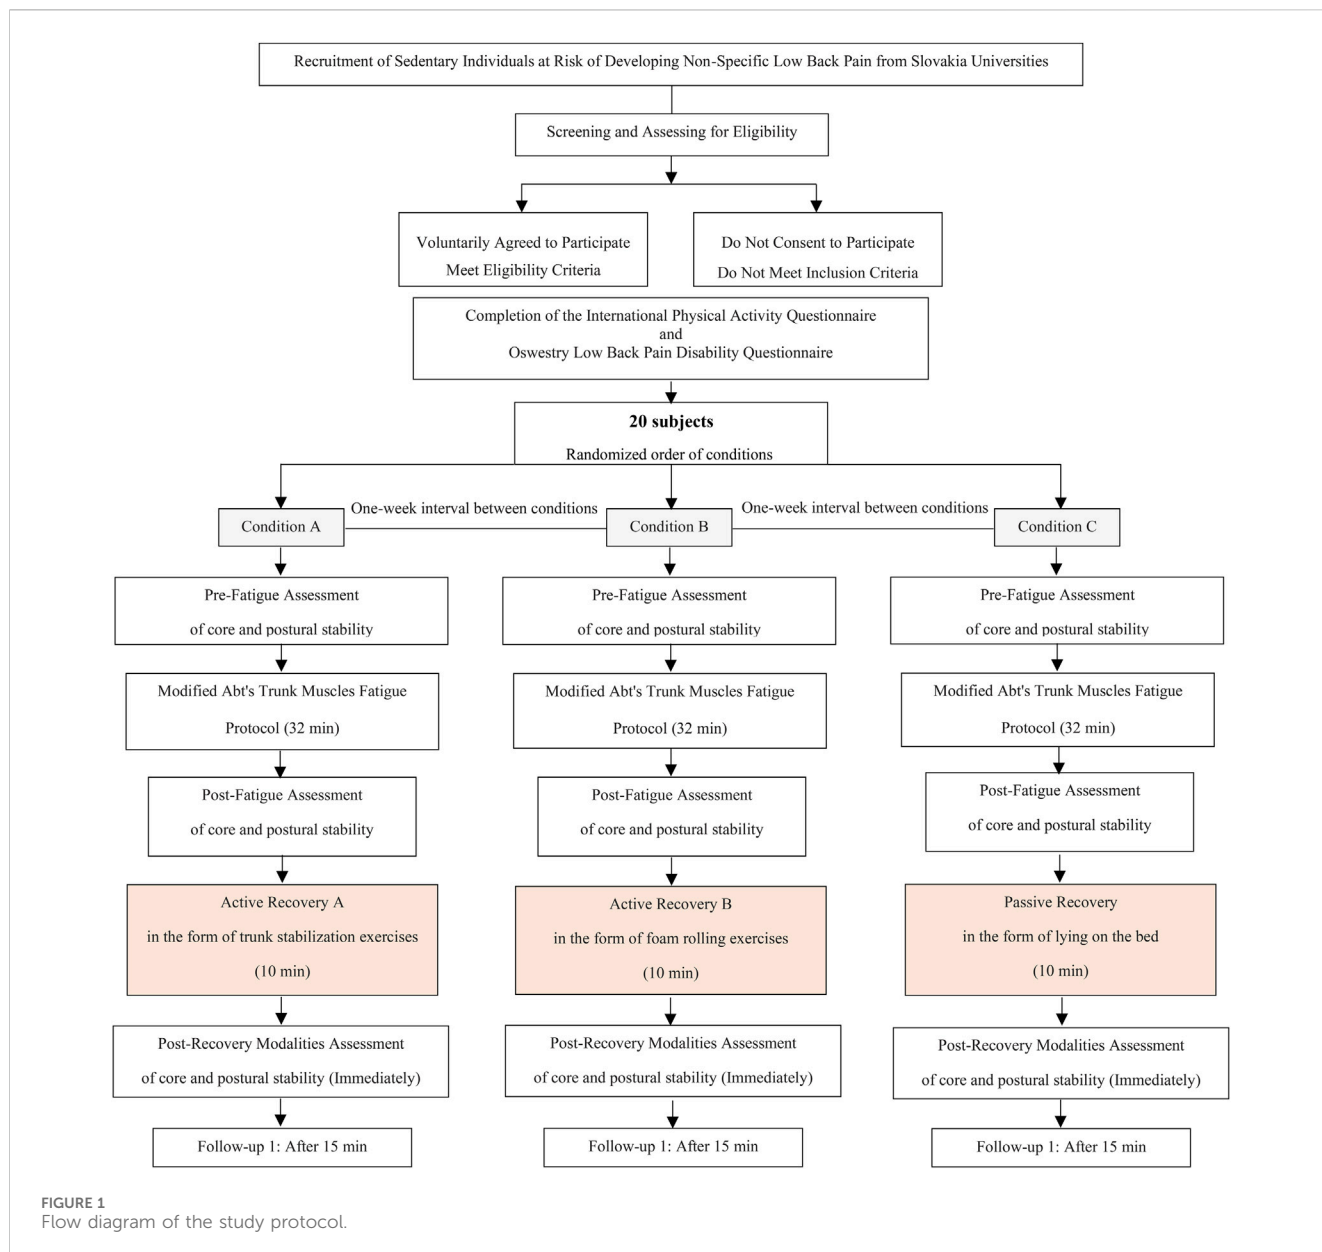 Recruitment of Sedentary Individuals at Risk of Developing Non-Specific Low Back Pain from Slovakia Universities
Screening and Assessing for Eligibility
Voluntarily Agreed to Participate
Meet Eligibility Criteria
Do Not Consent to Participate
Do Not Meet Inclusion Criteria
Completion of the International Physical Activity Questionnaire
and
Oswestry Low Back Pain Disability Questionnaire
20 subjects
Randomized order of conditions
Condition A
One-week interval between conditions
Condition B
One-week interval between conditions
Condition C
Pre-Fatigue Assessment
of core and postural stability
Modified Abt's Trunk Muscles Fatigue
Protocol (32 min)
Post-Fatigue Assessment
of core and postural stability
Active Recovery A
in the form of trunk stabilization exercises
(10 min)
Post-Recovery Modalities Assessment
of core and postural stability (Immediately)
Follow-up 1: After 15 min
Pre-Fatigue Assessment
of core and postural stability
Modified Abt's Trunk Muscles Fatigue
Protocol (32 min)
Post-Fatigue Assessment
of core and postural stability
Active Recovery B
in the form of foam rolling exercises
(10 min)
Post-Recovery Modalities Assessment
of core and postural stability (Immediately)
Follow-up 1: After 15 min
Pre-Fatigue Assessment
of core and postural stability
Modified Abt's Trunk Muscles Fatigue
Protocol (32 min)
Post-Fatigue Assessment
of core and postural stability
Passive Recovery
in the form of lying on the bed
(10 min)
Post-Recovery Modalities Assessment
of core and postural stability (Immediately)
Follow-up 1: After 15 min
FIGURE 1
Flow diagram of the study protocol.